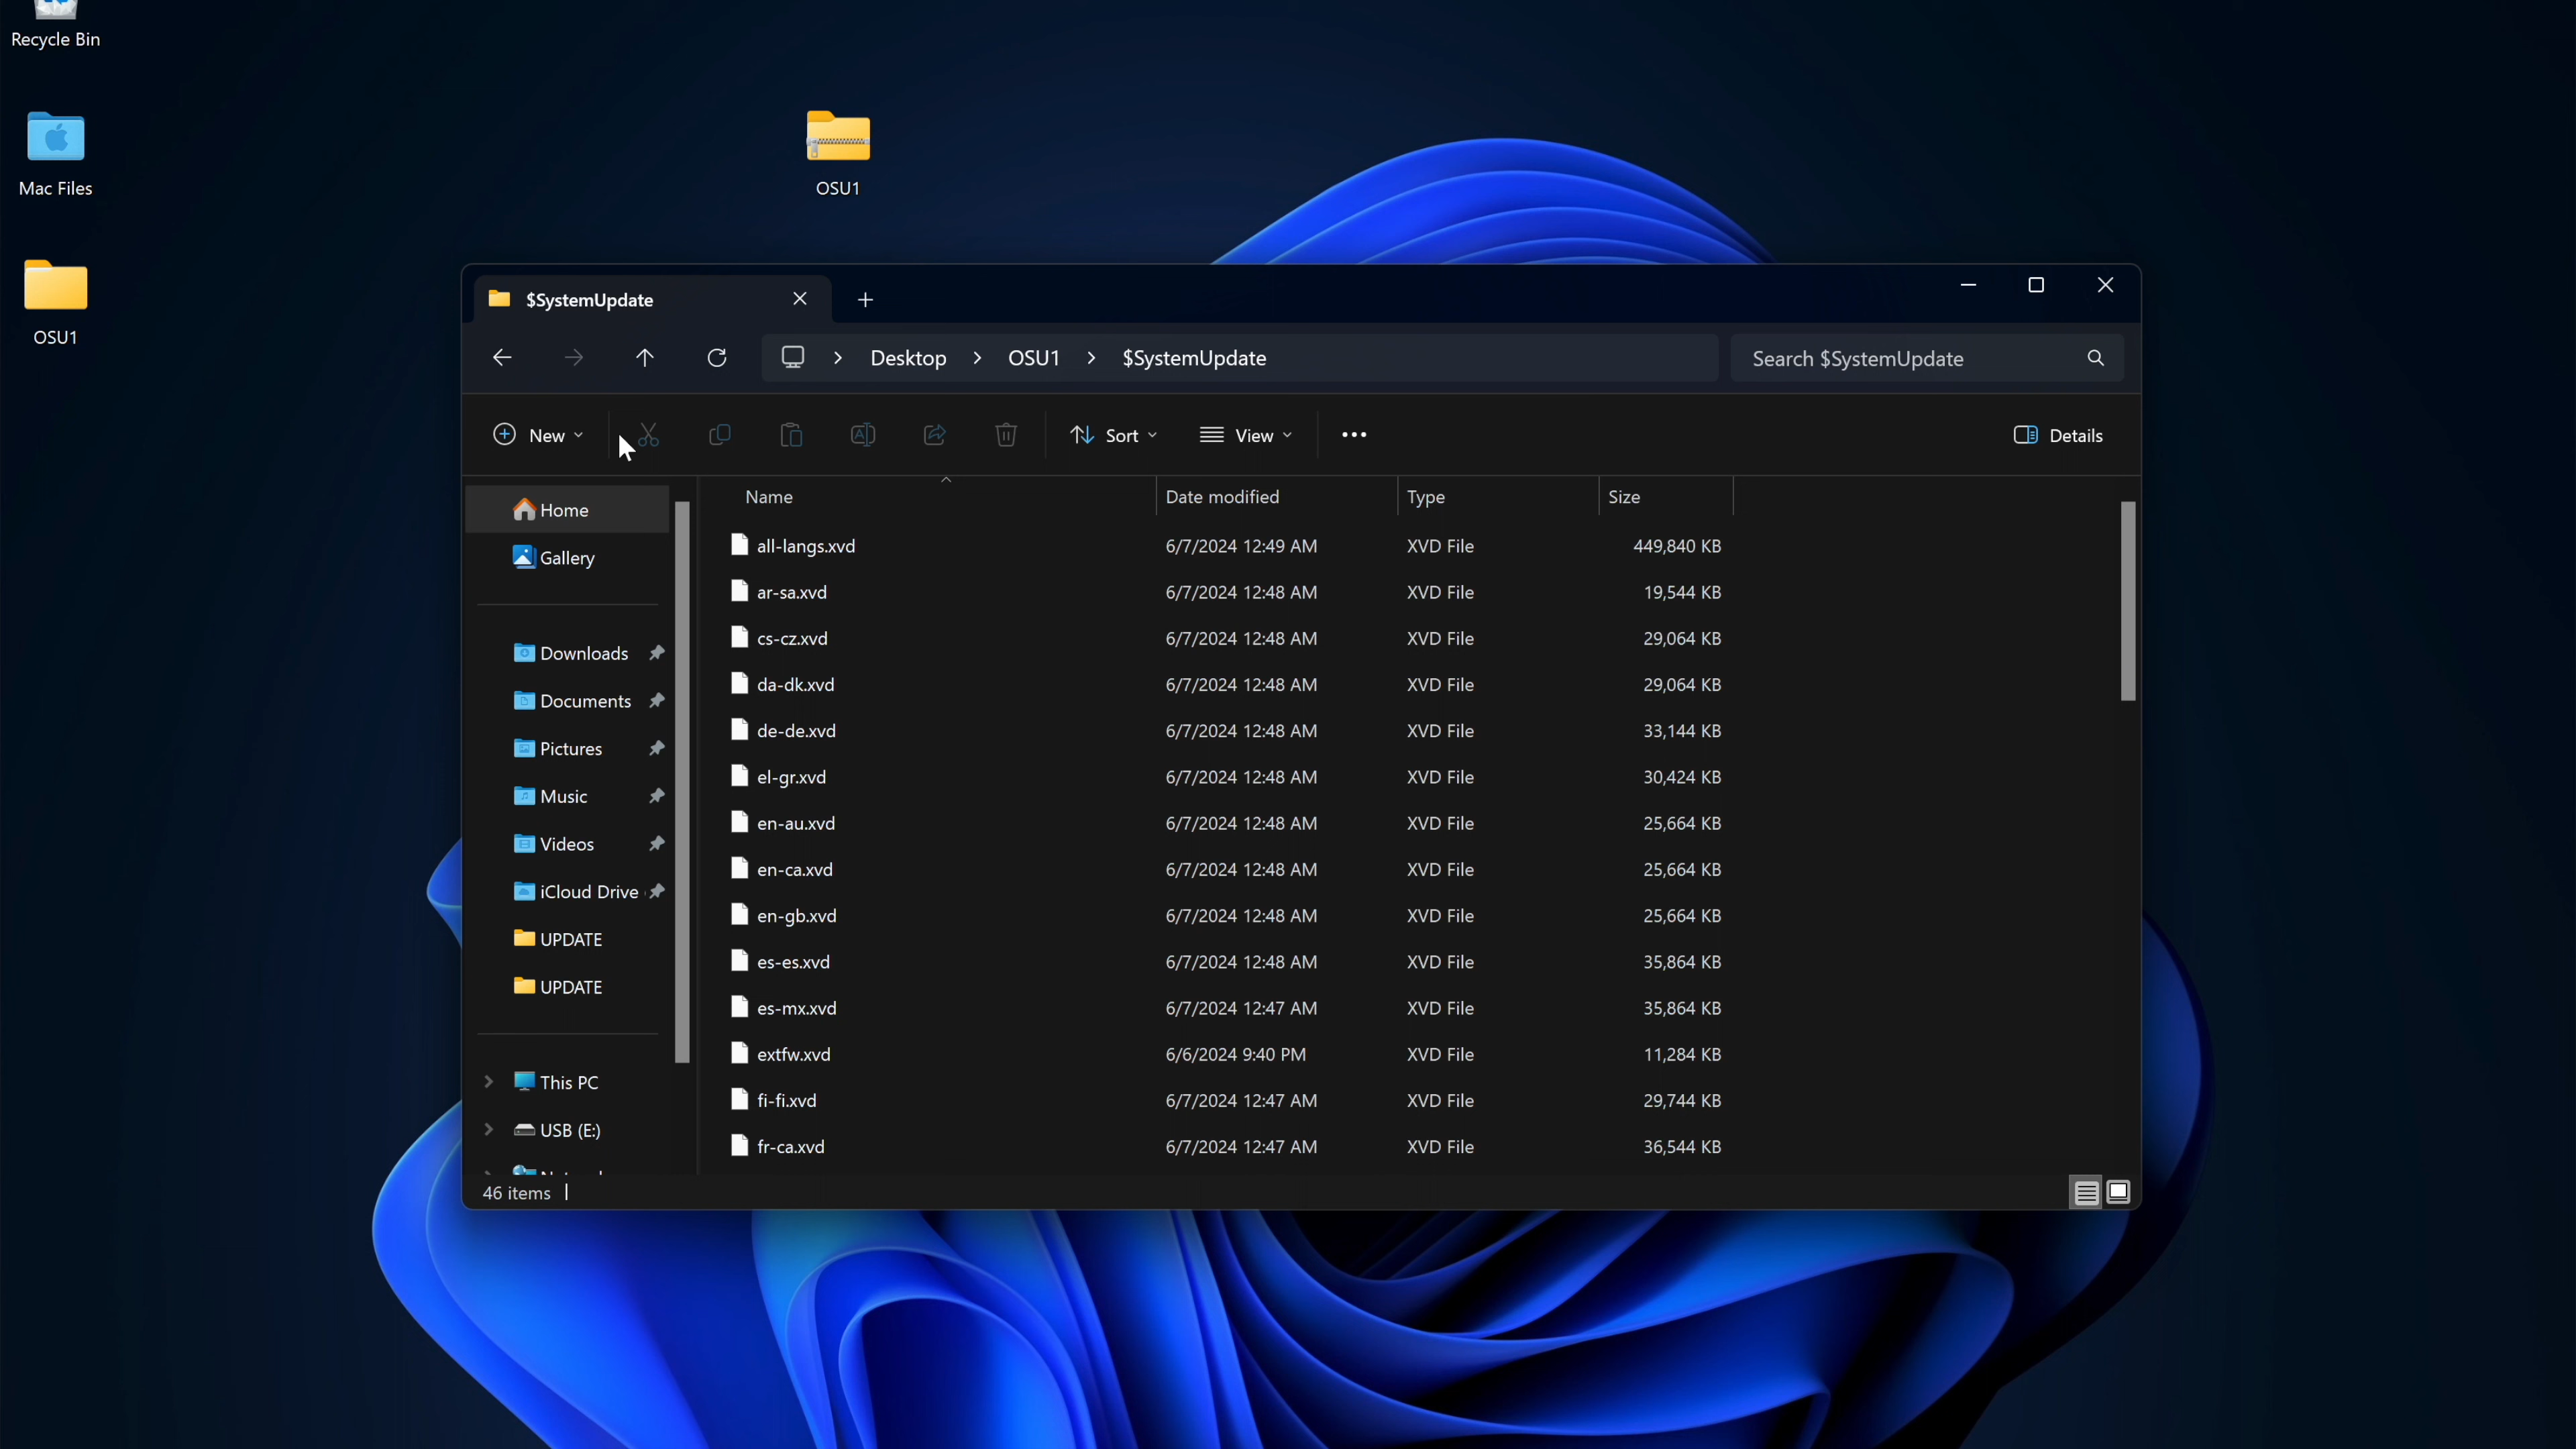 Recycle Bin
Mac Files
OSU1
OSU1
$SystemUpdate
Desktop
OSU1
$SystemUpdate
Search $SystemUpdate
New
Sort
View
Details
Home
Gallery
Downloads
Documents
Pictures
Music
Videos
iCloud Drive
UPDATE
UPDATE
This PC
USB (E:)
Name Date modified Type Size
all-langs.xvd 6/7/2024 12:49 AM XVD File 449,840 KB
ar-sa.xvd 6/7/2024 12:48 AM XVD File 19,544 KB
cs-cz.xvd 6/7/2024 12:48 AM XVD File 29,064 KB
da-dk.xvd 6/7/2024 12:48 AM XVD File 29,064 KB
de-de.xvd 6/7/2024 12:48 AM XVD File 33,144 KB
el-gr.xvd 6/7/2024 12:48 AM XVD File 30,424 KB
en-au.xvd 6/7/2024 12:48 AM XVD File 25,664 KB
en-ca.xvd 6/7/2024 12:48 AM XVD File 25,664 KB
en-gb.xvd 6/7/2024 12:48 AM XVD File 25,664 KB
es-es.xvd 6/7/2024 12:48 AM XVD File 35,864 KB
es-mx.xvd 6/7/2024 12:47 AM XVD File 35,864 KB
extfw.xvd 6/6/2024 9:40 PM XVD File 11,284 KB
fi-fi.xvd 6/7/2024 12:47 AM XVD File 29,744 KB
fr-ca.xvd 6/7/2024 12:47 AM XVD File 36,544 KB
46 items